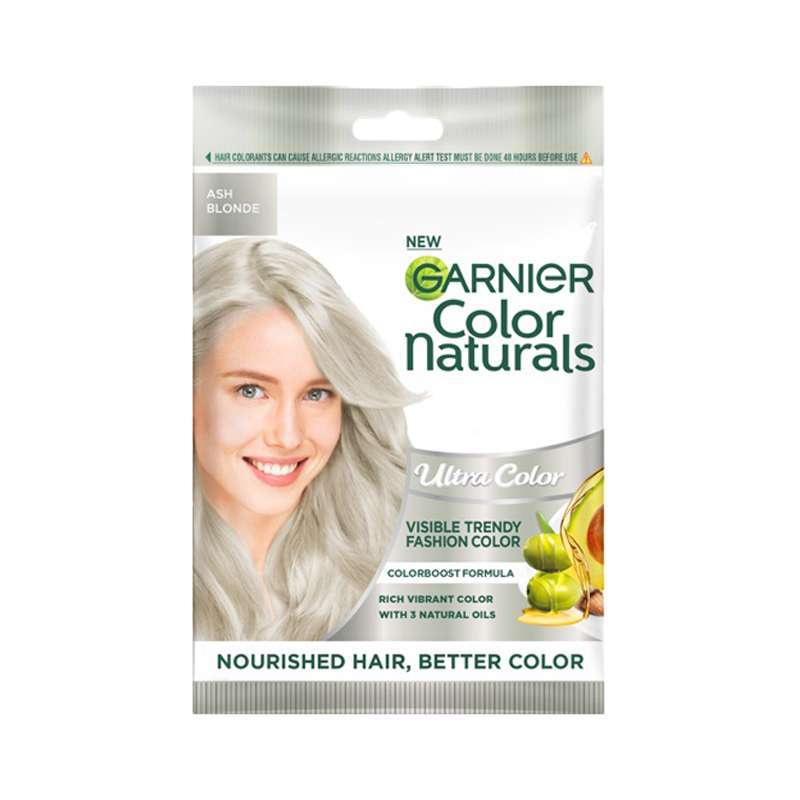 HAIR COLORANTS CAN CAUSE ALLERGIC REACTIONS ALLERGY ALERT TEST MUST BE DONE 48 HOURS BEFORE USE
ASH
BLONDE
NEW
GARNIER
Color
Naturals
Ultra Color
VISIBLE TRENDY
FASHION COLOR
COLORBOOST FORMULA
RICH VIBRANT COLOR
WITH 3 NATURAL OILS
NOURISHED HAIR, BETTER COLOR